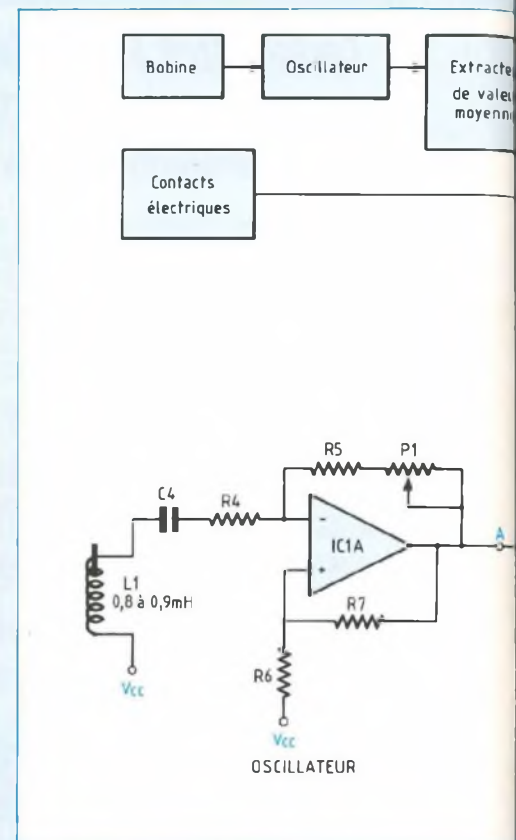 Bobine
Oscillateur
de
Contacts
électriques
R5
P1
C4
R4
-
IC1A
A
+
L1
0,8 à 0,9mH
R7
R6
Vcc
Vcc
OSCILLATEUR